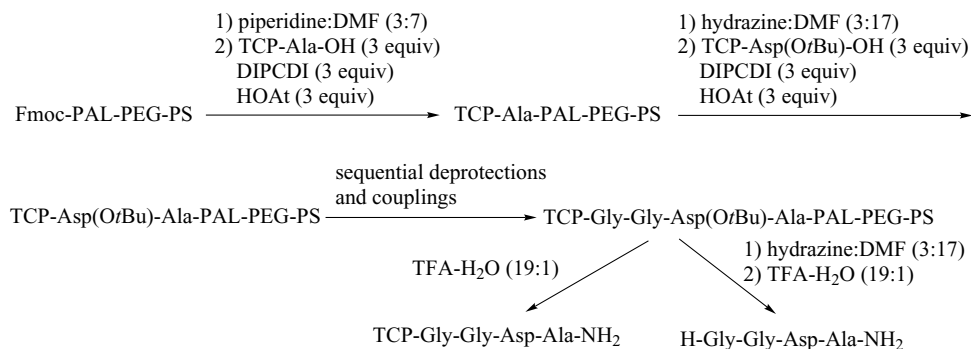 1) piperidine:DMF (3:7)
2) TCP-Ala-OH (3 equiv)
DIPCDI (3 equiv)
HOAt (3 equiv)
1) hydrazine:DMF (3:17)
2) TCP-Asp(OtBu)-OH (3 equiv)
DIPCDI (3 equiv)
HOAt (3 equiv)
Fmoc-PAL-PEG-PS
TCP-Ala-PAL-PEG-PS
sequential deprotections
and couplings
TCP-Asp(OtBu)-Ala-PAL-PEG-PS
TCP-Gly-Gly-Asp(OtBu)-Ala-PAL-PEG-PS
TFA-H₂O (19:1)
1) hydrazine:DMF (3:17)
2) TFA-H₂O (19:1)
TCP-Gly-Gly-Asp-Ala-NH₂
H-Gly-Gly-Asp-Ala-NH₂